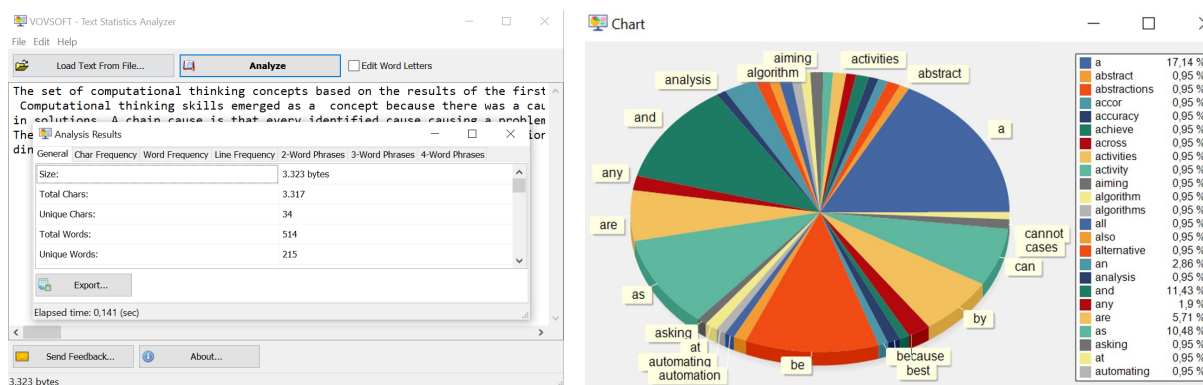 VOVSOFT - Text Statistics Analyzer
File Edit Help
Load Text From File...
Analyze
Edit Word Letters
The set of computational thinking concepts based on the results of the first
Computational thinking skills emerged as a concept because there was a cau
in solutions. A chain cause is that every identified cause causing a problem
The
din
Analysis Results
General Char Frequency Word Frequency Line Frequency 2-Word Phrases 3-Word Phrases 4-Word Phrases
Size: 3.323 bytes
Total Chars: 3.317
Unique Chars: 34
Total Words: 514
Unique Words: 215
Export...
Elapsed time: 0,141 (sec)
Send Feedback...
About...
3.323 bytes
Chart
aiming
algorithm
activities
analysis
abstract
and
a
any
are
cannot
cases
can
as
by
asking
at
automating
automation
be
because
best
a 17,14 %
abstract 0,95 %
abstractions 0,95 %
accor 0,95 %
accuracy 0,95 %
achieve 0,95 %
across 0,95 %
activities 0,95 %
activity 0,95 %
aiming 0,95 %
algorithm 0,95 %
algorithms 0,95 %
all 0,95 %
also 0,95 %
alternative 0,95 %
an 2,86 %
analysis 0,95 %
and 11,43 %
any 1,9 %
are 5,71 %
as 10,48 %
asking 0,95 %
at 0,95 %
automating 0,95 %